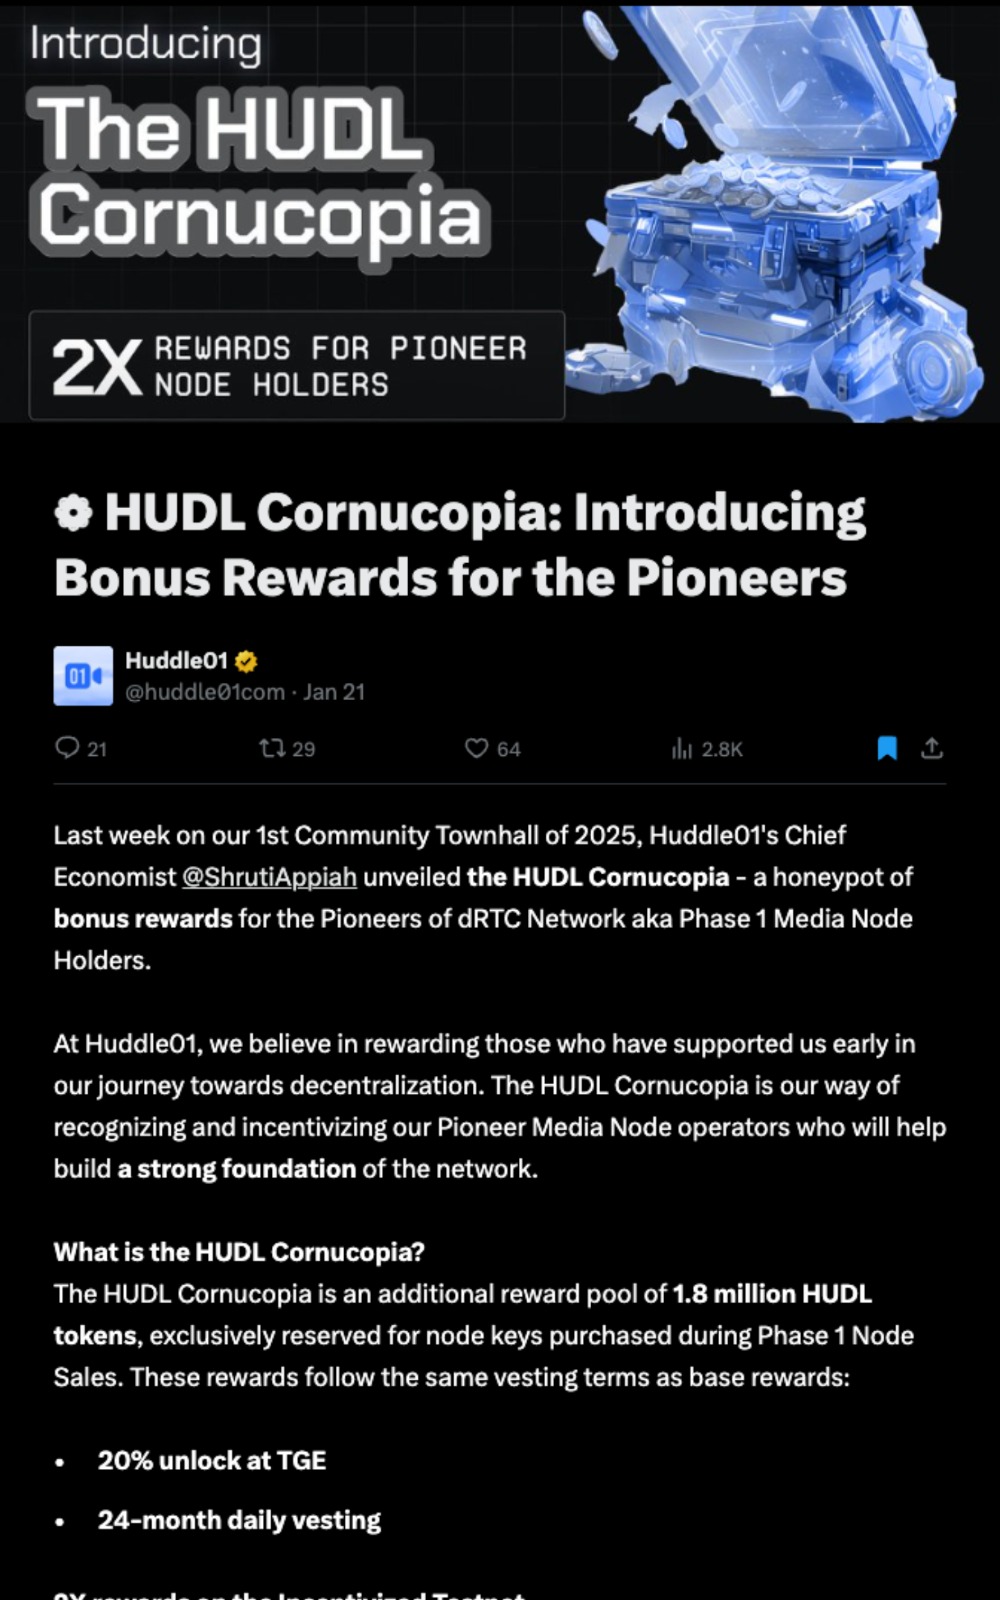 Introducing
The HUDL
Cornucopia
2X REWARDS FOR PIONEER
NODE HOLDERS
HUDL Cornucopia: Introducing
Bonus Rewards for the Pioneers
01
Huddle01
@huddle01com · Jan 21
21 29 64 2.8K
Last week on our 1st Community Townhall of 2025, Huddle01's Chief
Economist @ShrutiAppiah unveiled the HUDL Cornucopia - a honeypot of
bonus rewards for the Pioneers of dRTC Network aka Phase 1 Media Node
Holders.
At Huddle01, we believe in rewarding those who have supported us early in
our journey towards decentralization. The HUDL Cornucopia is our way of
recognizing and incentivizing our Pioneer Media Node operators who will help
build a strong foundation of the network.
What is the HUDL Cornucopia?
The HUDL Cornucopia is an additional reward pool of 1.8 million HUDL
tokens, exclusively reserved for node keys purchased during Phase 1 Node
Sales. These rewards follow the same vesting terms as base rewards:
• 20% unlock at TGE
• 24-month daily vesting
2X rewards on the Incentivized Testnet